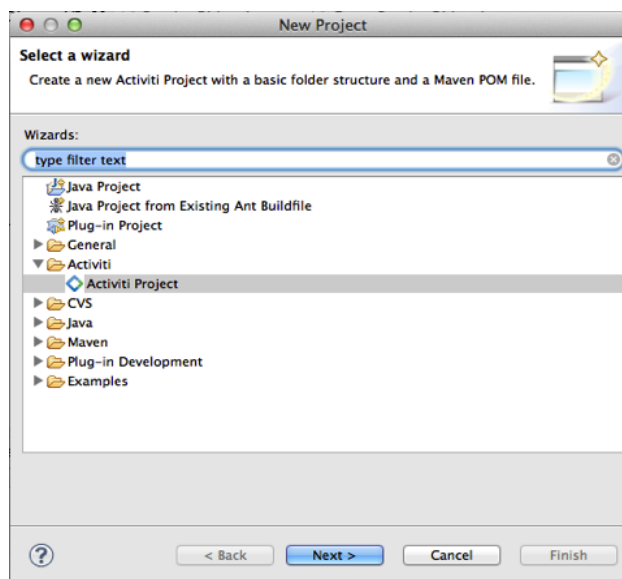 New Project
Select a wizard
Create a new Activiti Project with a basic folder structure and a Maven POM file.
Wizards:
type filter text
Java Project
Java Project from Existing Ant Buildfile
Plug-in Project
General
Activiti
Activiti Project
CVS
Java
Maven
Plug-in Development
Examples
?
< Back Next > Cancel Finish